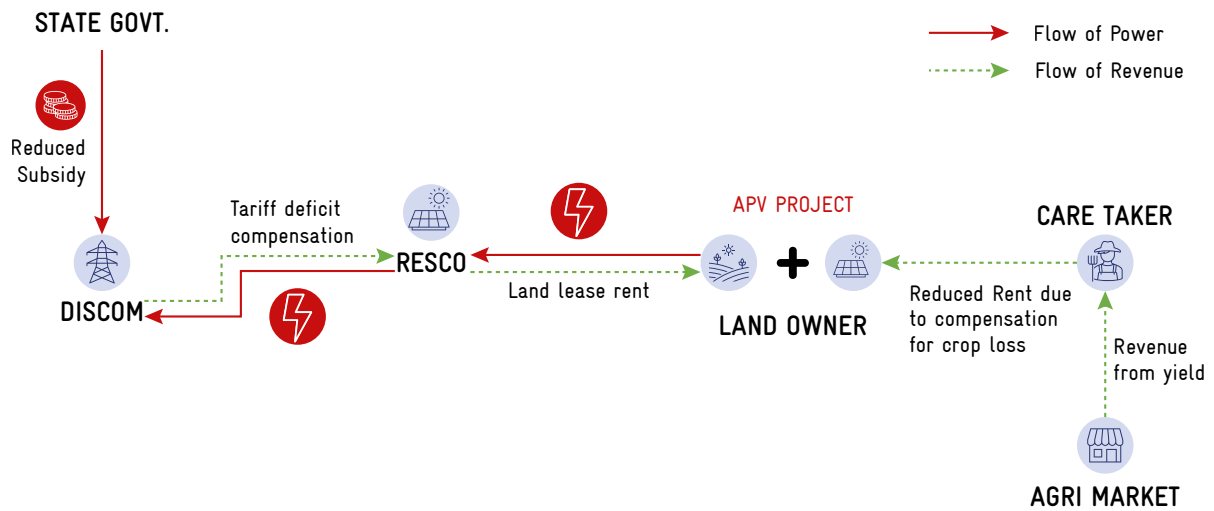 STATE GOVT.
Flow of Power
Flow of Revenue
Reduced
Subsidy
DISCOM
Tariff deficit
compensation
RESCO
Land lease rent
APV PROJECT
LAND OWNER
CARE TAKER
Reduced Rent due
to compensation
for crop loss
Revenue
from yield
AGRI MARKET